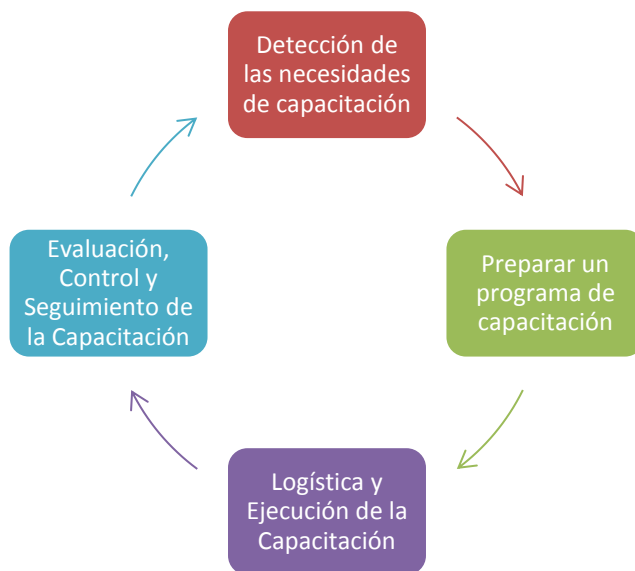 Detección de
las necesidades
de capacitación
Preparar un
programa de
capacitación
Logística y
Ejecución de la
Capacitación
Evaluación,
Control y
Seguimiento de
la Capacitación